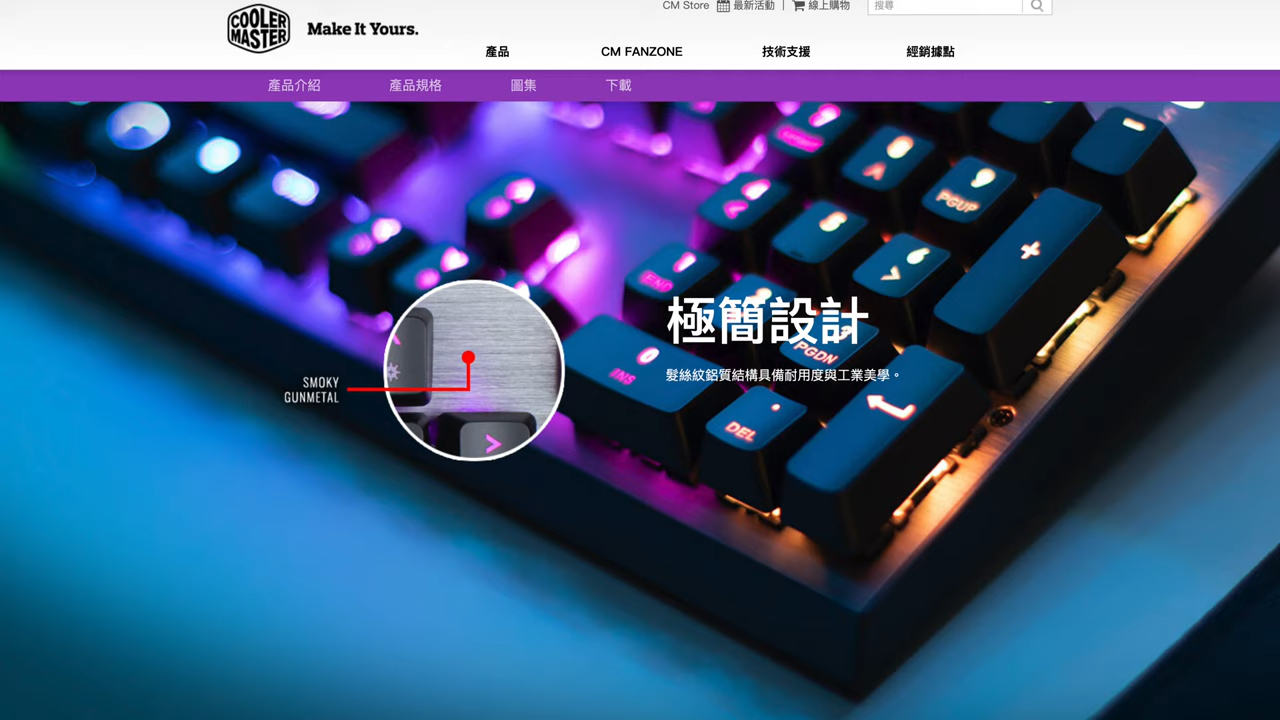 COOLER
MASTER
Make It Yours.
CM Store 最新活動 | 線上購物
搜尋
產品 CM FANZONE 技術支援 經銷據點
產品介紹 產品規格 圖集 下載
極簡設計
髮絲紋鋁質結構具備耐用度與工業美學。
SMOKY
GUNMETAL
PGUP
END
PGDN
0
INS
DEL
+